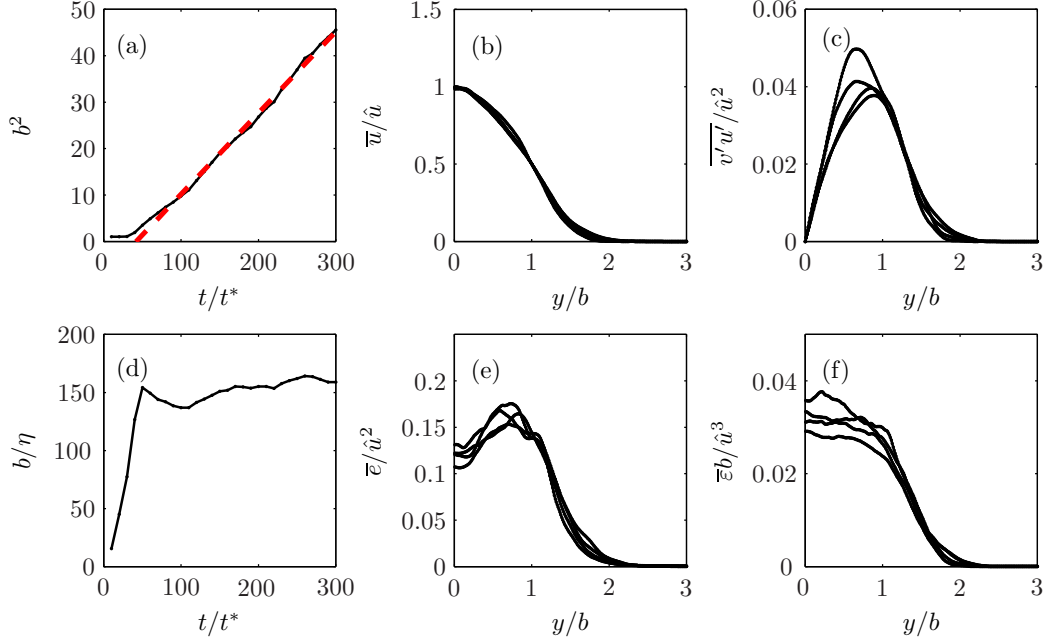 (a)
50
40
30
20
10
0
b²
0 100 200 300
t/t*
(b)
1.5
1
0.5
0
u̅/û
0 1 2 3
y/b
(c)
0.06
0.04
0.02
0
v′u′̅/û²
0 1 2 3
y/b
(d)
200
150
100
50
0
b/η
0 100 200 300
t/t*
(e)
0.2
0.15
0.1
0.05
0
e̅/û²
0 1 2 3
y/b
(f)
0.04
0.02
0
ε̅b/û³
0 1 2 3
y/b